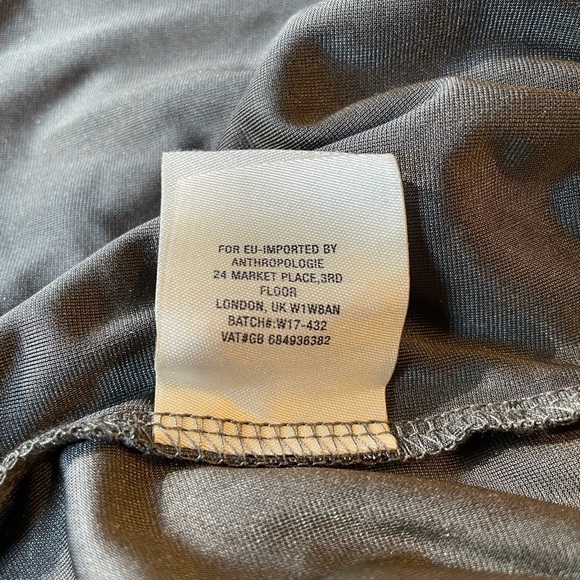 FOR EU-IMPORTED BY
ANTHROPOLOGIE
24 MARKET PLACE,3RD
FLOOR
LONDON, UK W1W8AN
BATCH#:W17-432
VAT#GB 684936382